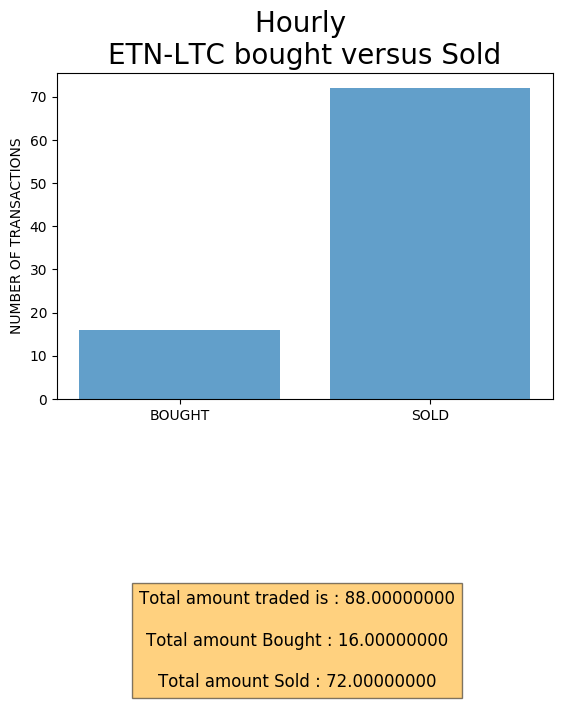 Hourly
ETN-LTC bought versus Sold
NUMBER OF TRANSACTIONS
70
60
50
40
30
20
10
0
BOUGHT SOLD
Total amount traded is : 88.00000000
Total amount Bought : 16.00000000
Total amount Sold : 72.00000000